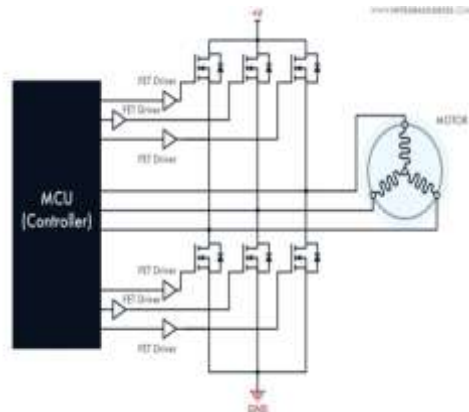 +V
FET Driver
FET Driver
FET Driver
MOTOR
MCU
(Controller)
FET Driver
FET Driver
FET Driver
GND